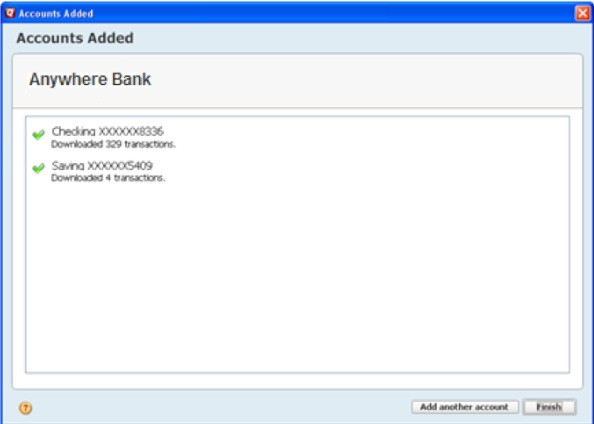 Accounts Added
Accounts Added
Anywhere Bank
Checking XXXXXX8336
Downloaded 329 transactions.
Saving XXXXXX5409
Downloaded 4 transactions.
?
Add another account
Finish